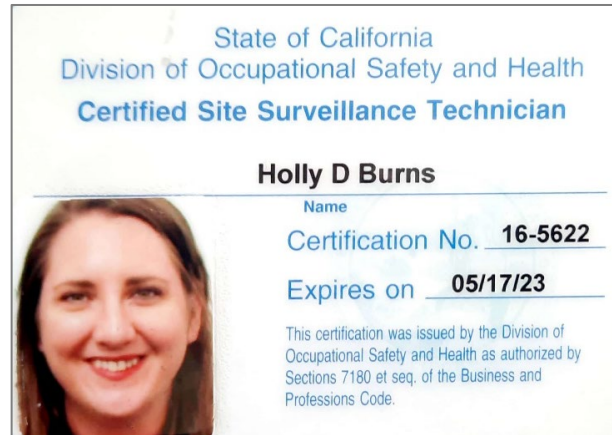 State of California
Division of Occupational Safety and Health
Certified Site Surveillance Technician
Holly D Burns
Name
Certification No. 16-5622
Expires on 05/17/23
This certification was issued by the Division of
Occupational Safety and Health as authorized by
Sections 7180 et seq. of the Business and
Professions Code.